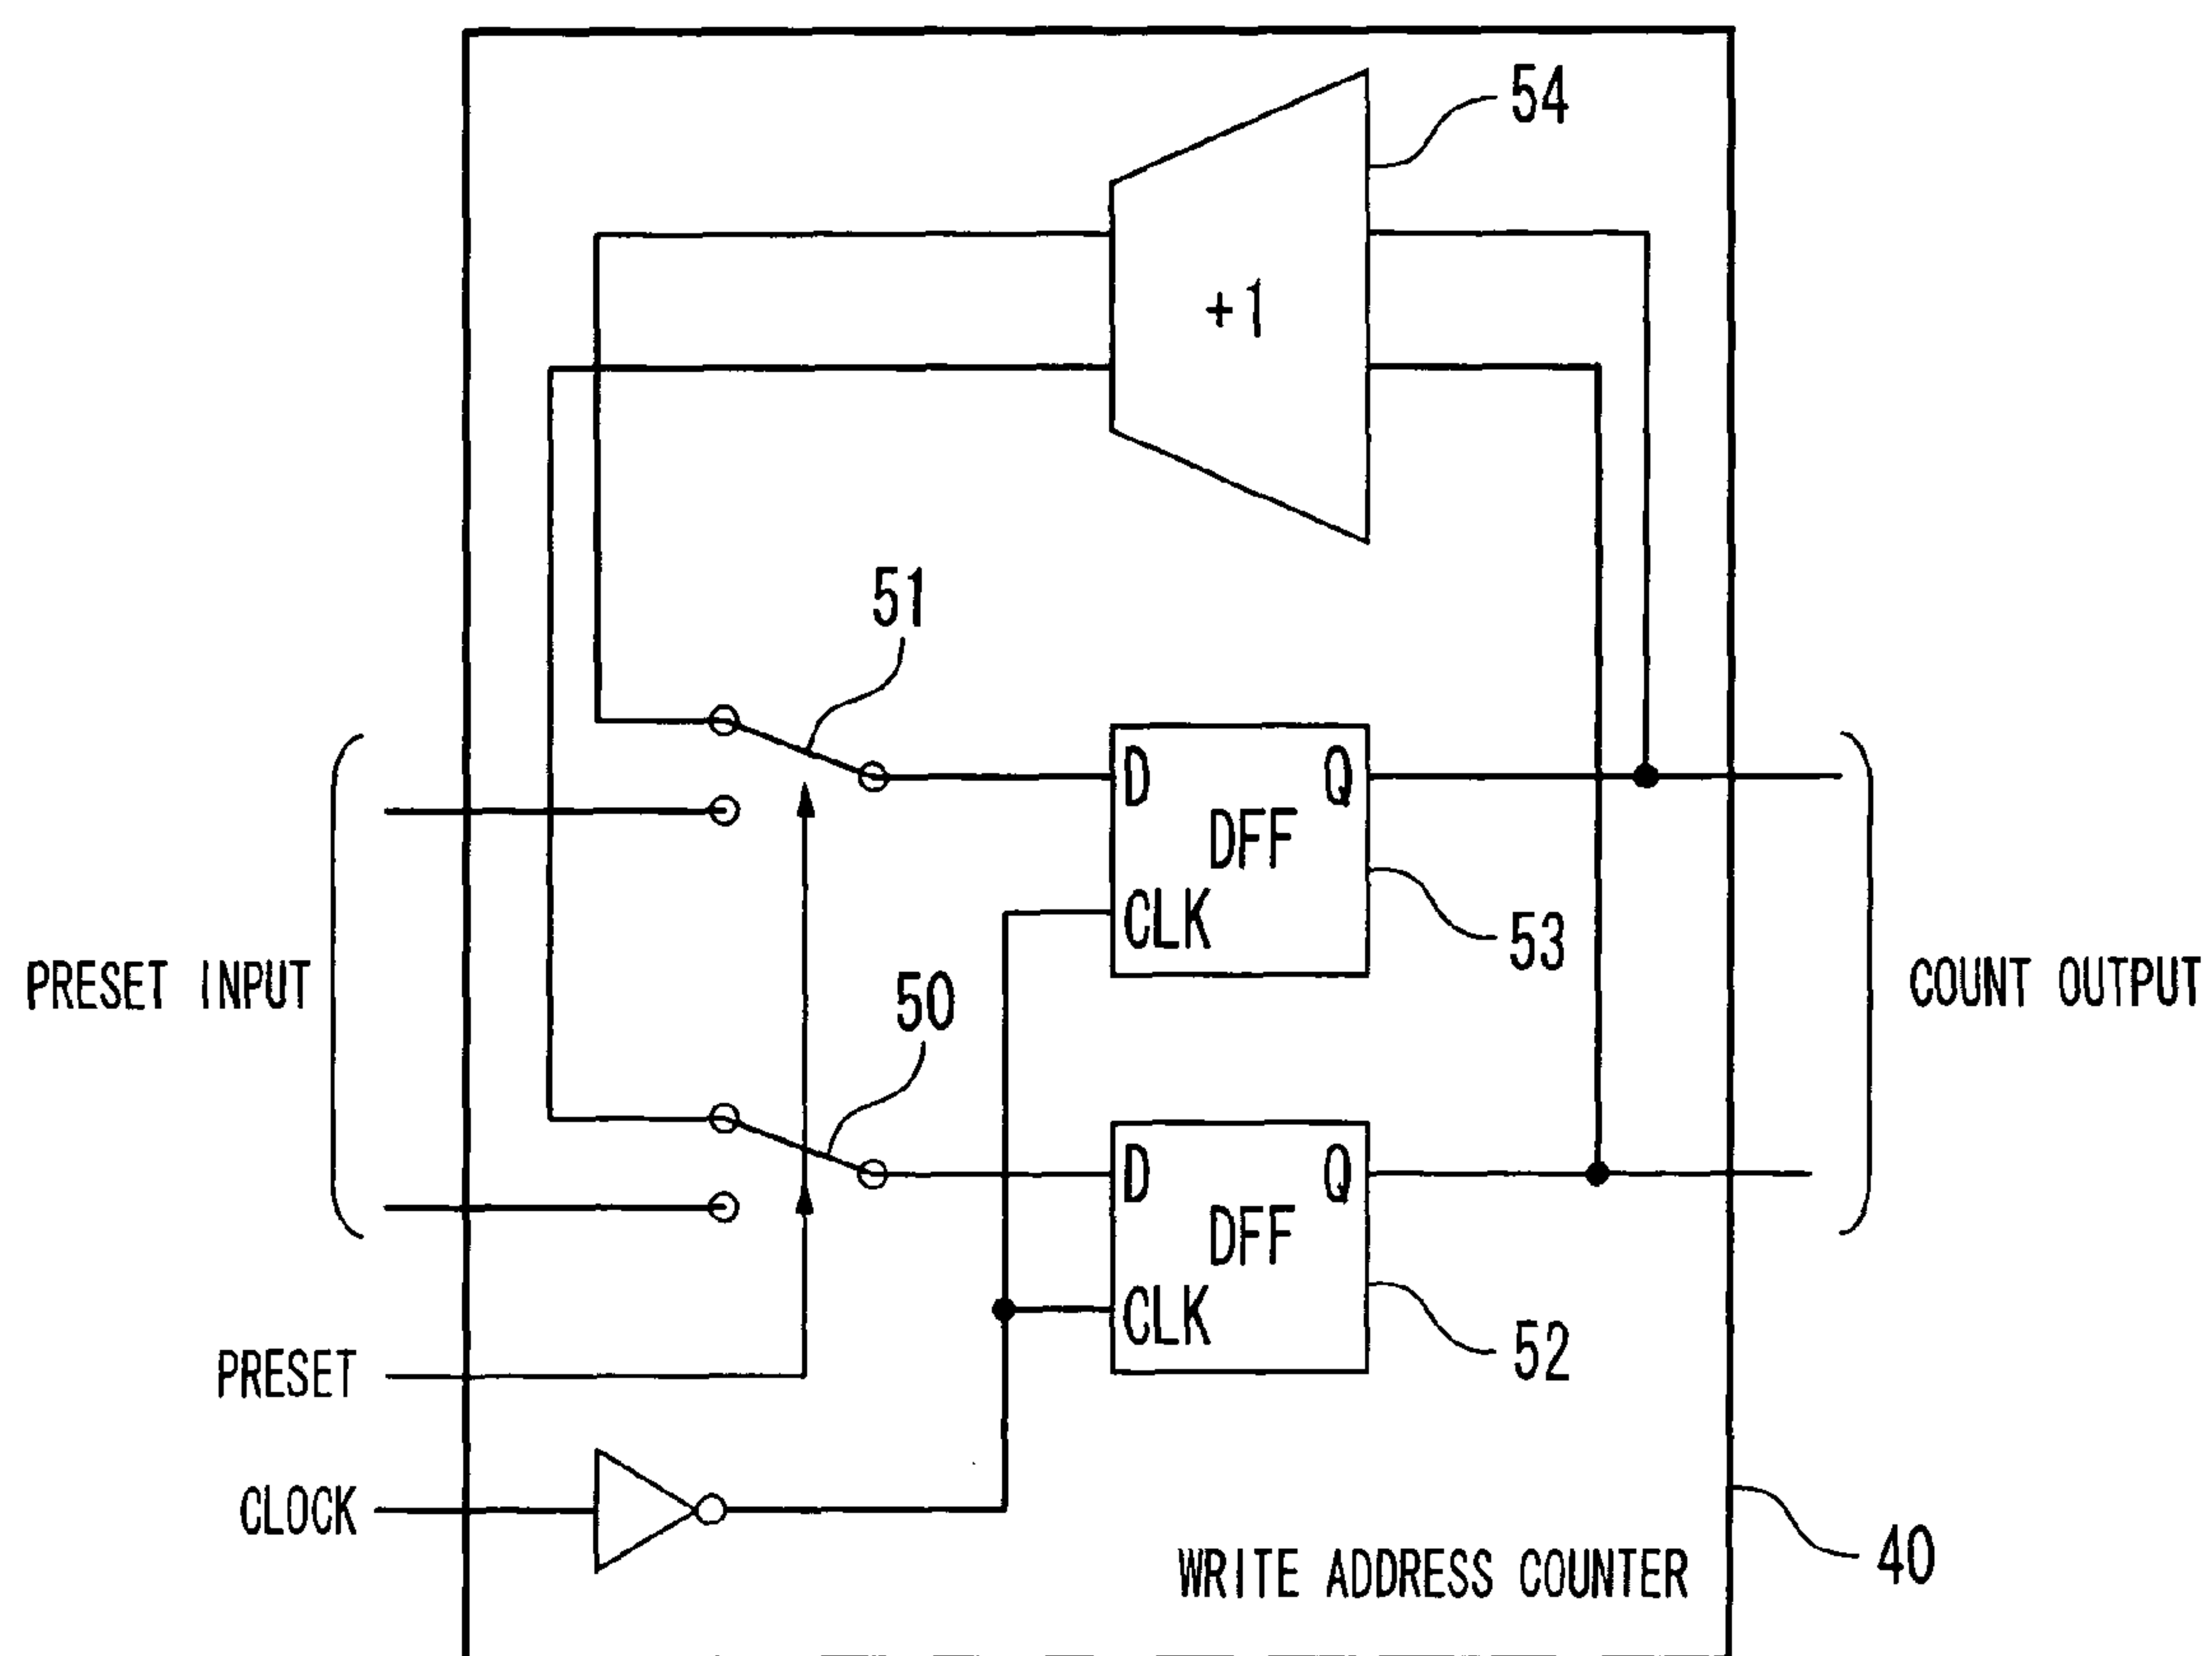 54
+1
51
D Q
DFF
CLK
53
PRESET INPUT
COUNT OUTPUT
50
D Q
DFF
CLK
52
PRESET
CLOCK
WRITE ADDRESS COUNTER
40